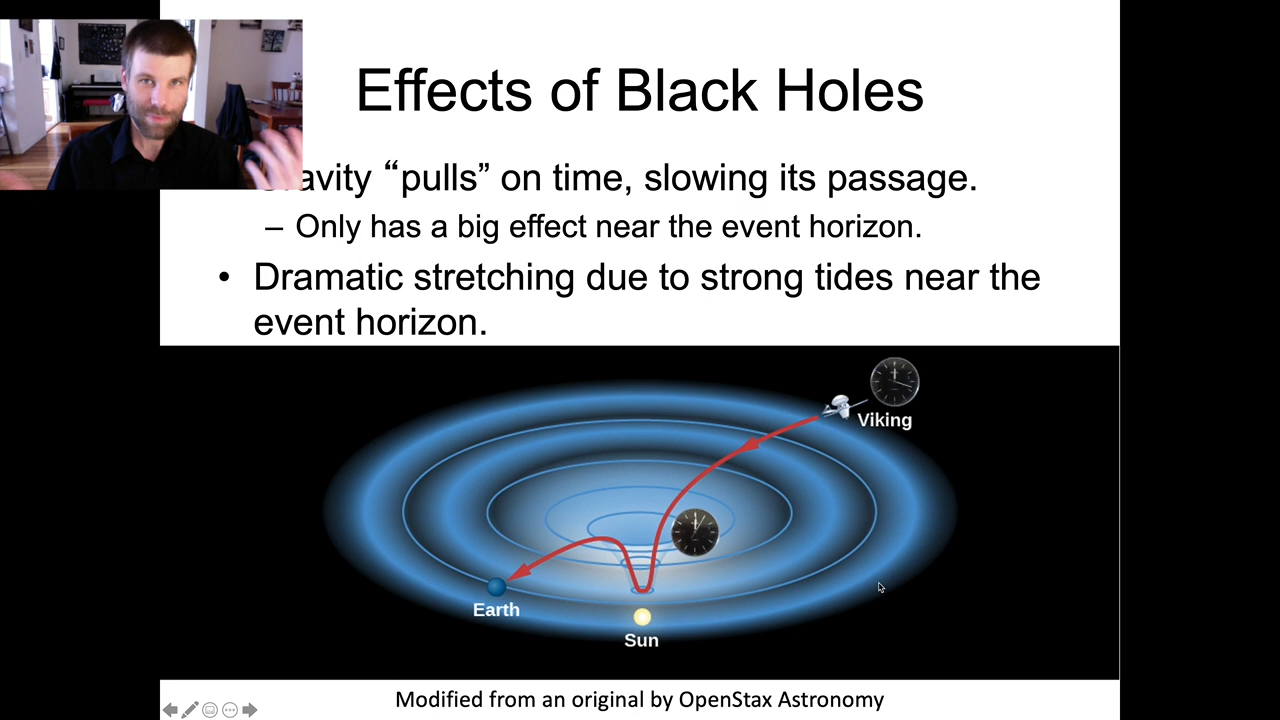 Effects of Black Holes
avity “pulls” on time, slowing its passage.
– Only has a big effect near the event horizon.
• Dramatic stretching due to strong tides near the
event horizon.
Viking
Earth
Sun
Modified from an original by OpenStax Astronomy